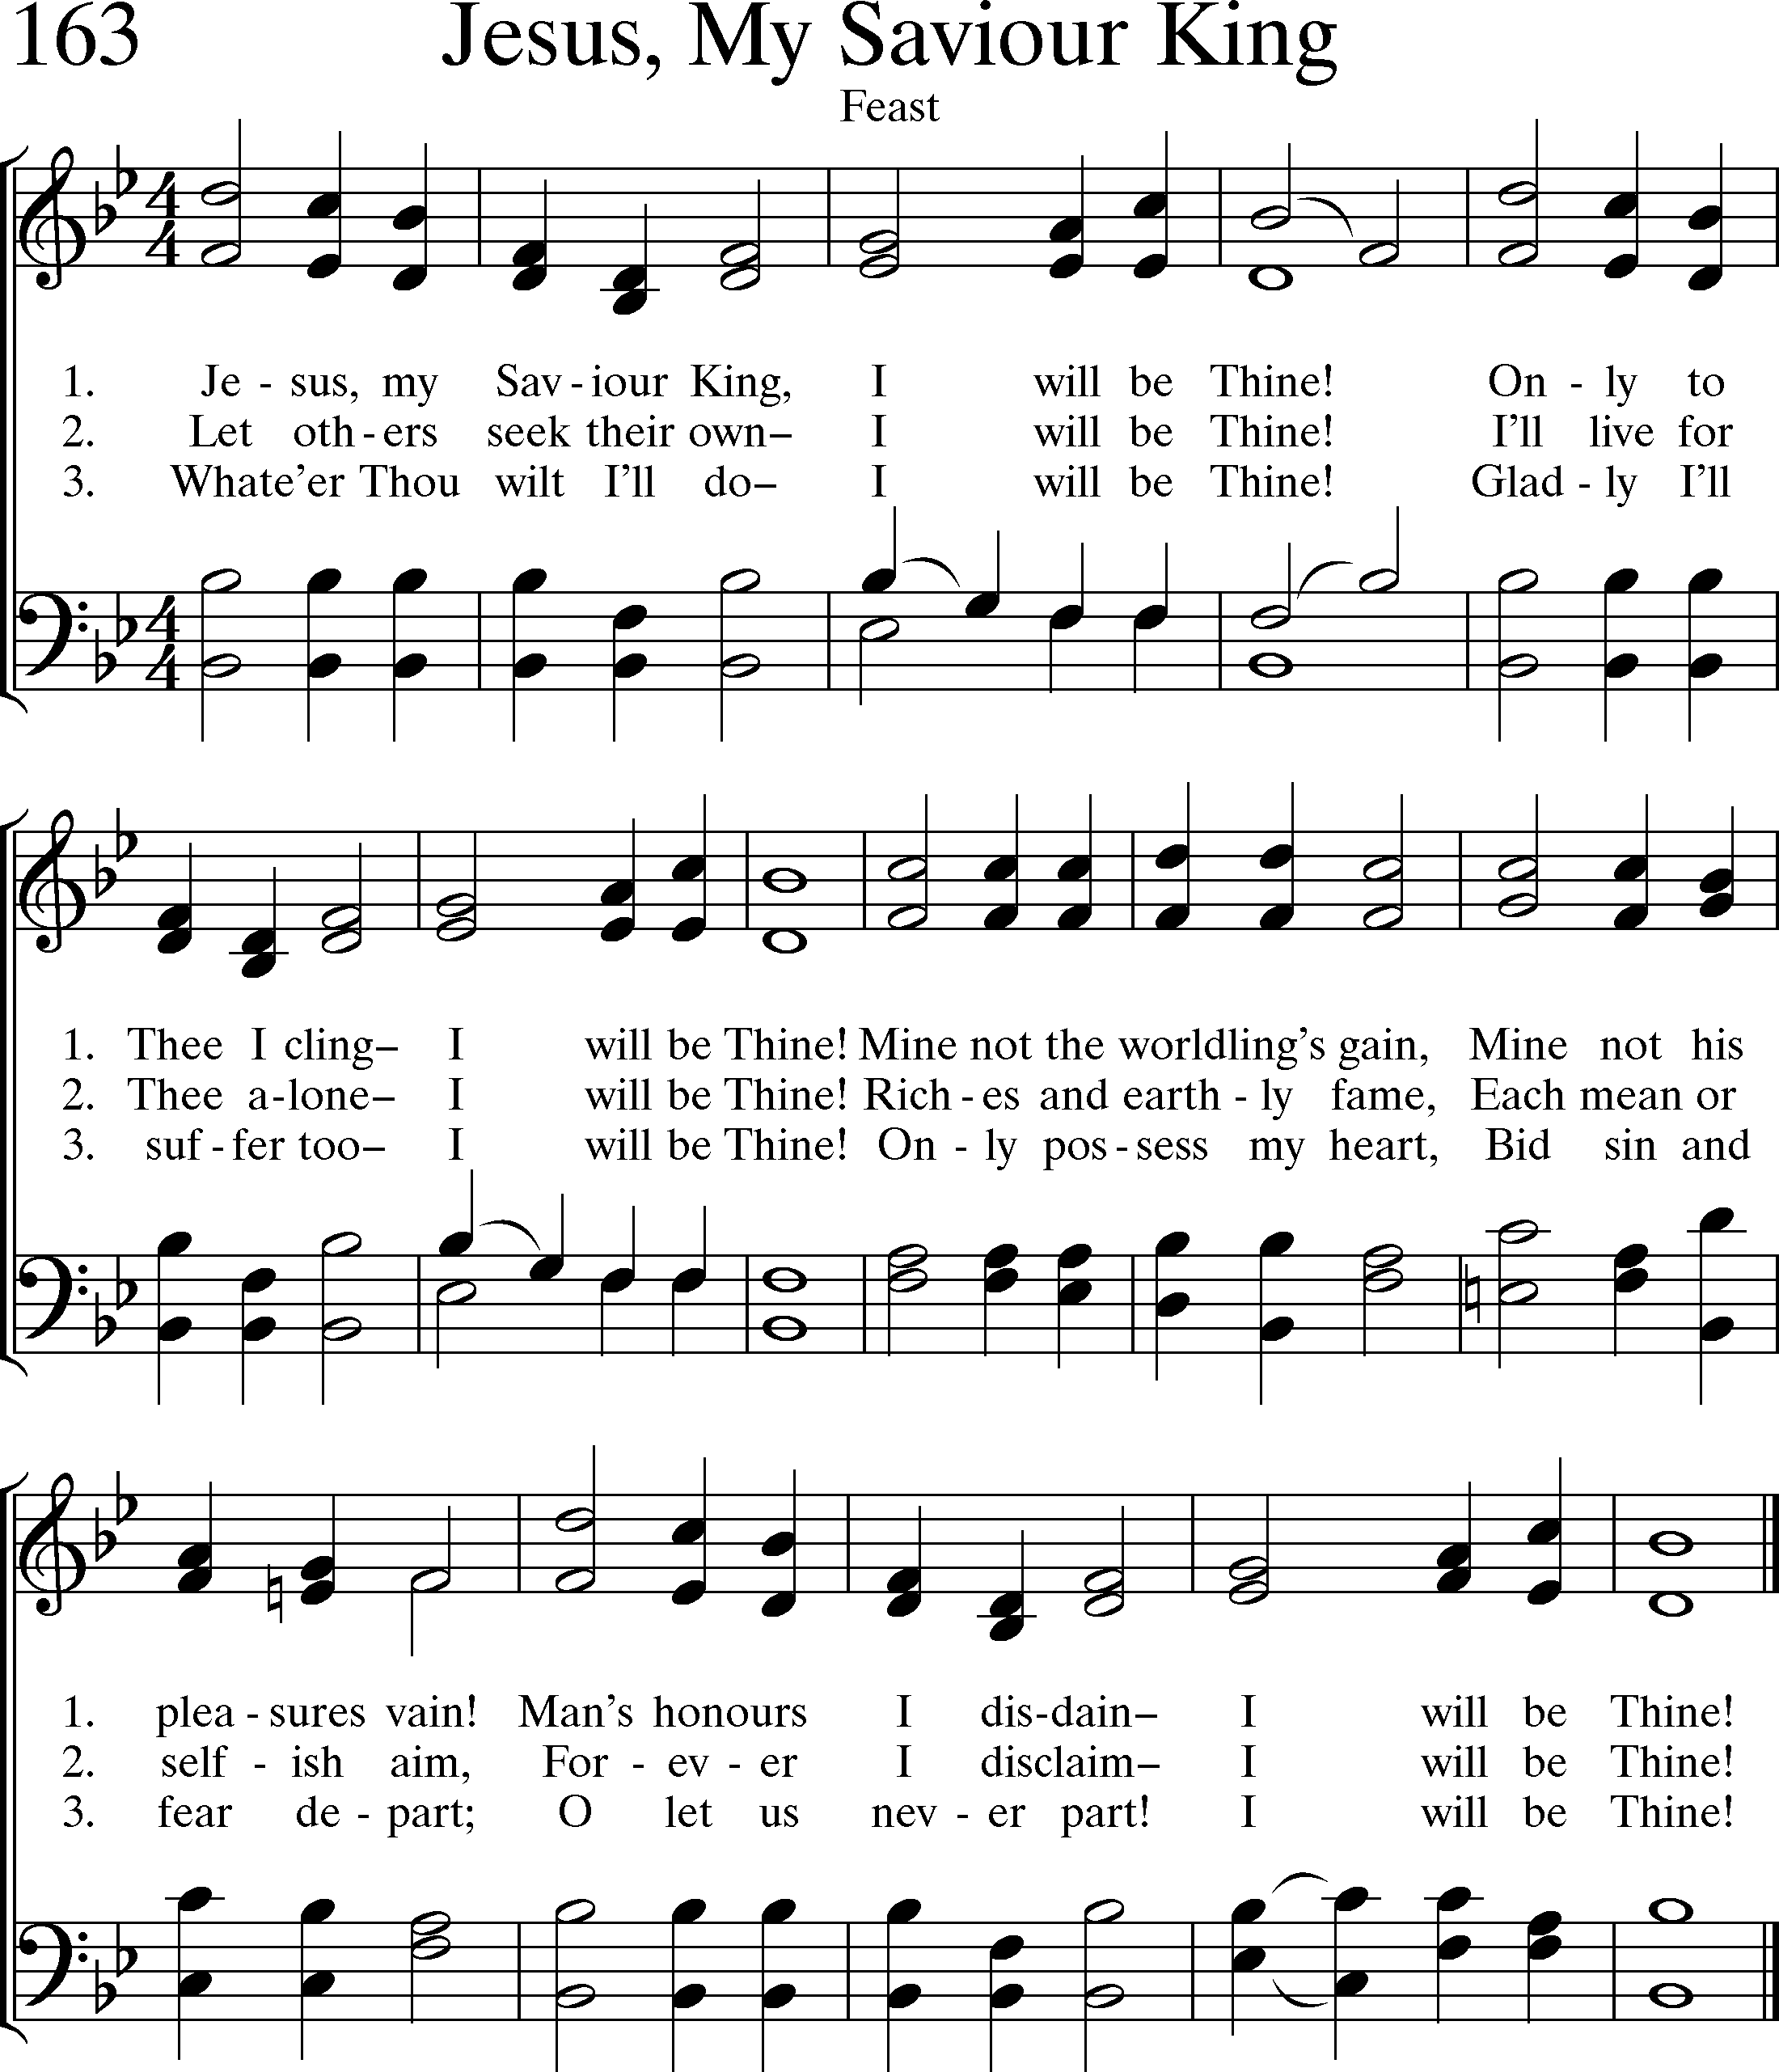 163 Jesus, My Saviour King
Feast
1. Je - sus, my Sav - iour King, I will be Thine! On - ly to
2. Let oth - ers seek their own– I will be Thine! I'll live for
3. Whate'er Thou wilt I'll do– I will be Thine! Glad - ly I'll
1. Thee I cling– I will be Thine! Mine not the worldling's gain, Mine not his
2. Thee a-lone– I will be Thine! Rich - es and earth - ly fame, Each mean or
3. suf - fer too– I will be Thine! On - ly pos - sess my heart, Bid sin and
1. plea - sures vain! Man's honours I dis-dain– I will be Thine!
2. self - ish aim, For - ev - er I disclaim– I will be Thine!
3. fear de - part; O let us nev - er part! I will be Thine!